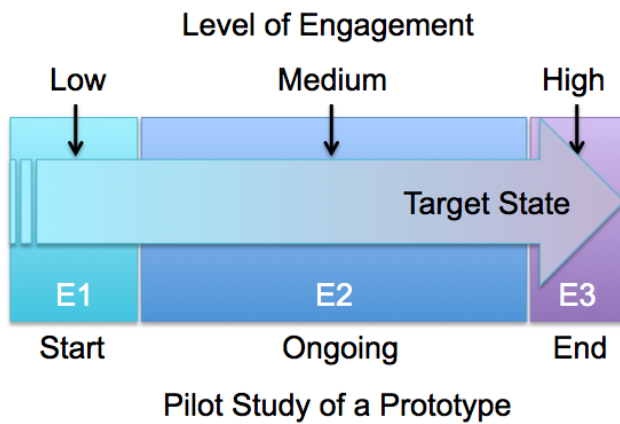 Level of Engagement
Low Medium High
Target State
E1 E2 E3
Start Ongoing End
Pilot Study of a Prototype